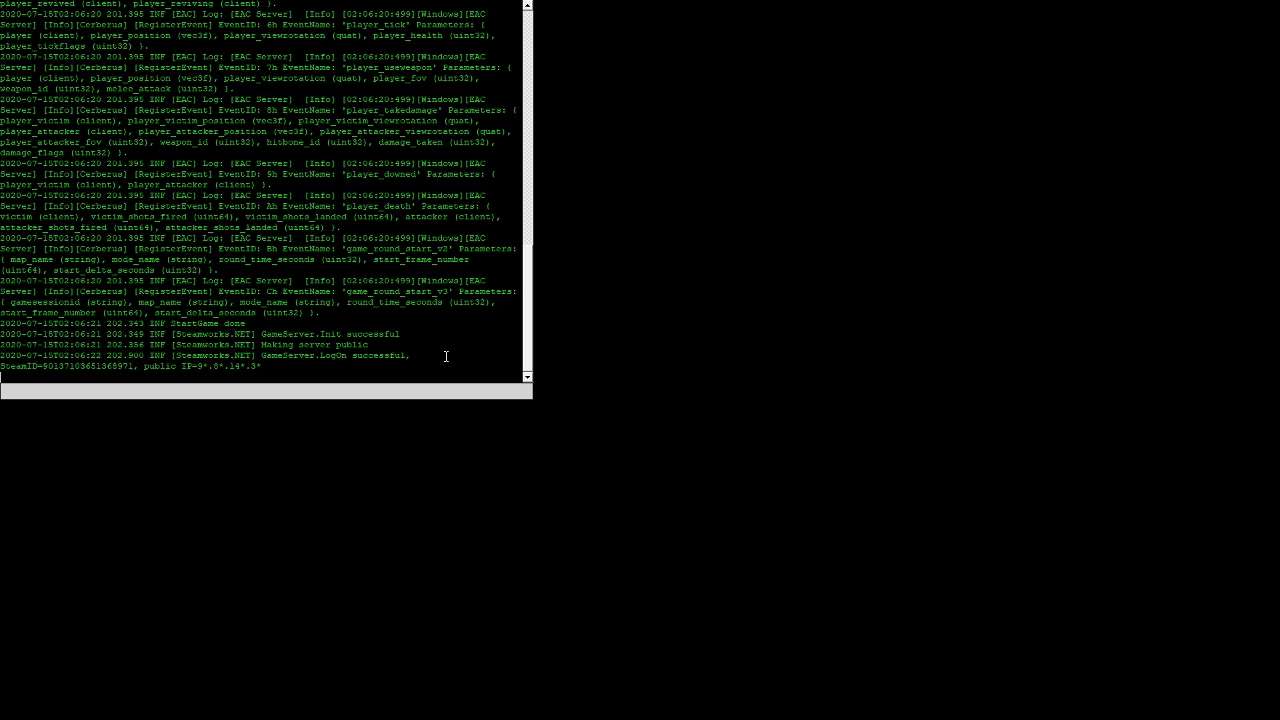 player_revived (client), player_reviving (client) }.
2020-07-15T02:06:20 201.395 INF [EAC] Log: [EAC Server]  [Info] [02:06:20:499][Windows][EAC
Server] [Info][Cerberus] [RegisterEvent] EventID: 6h EventName: 'player_tick' Parameters: {
player (client), player_position (vec3f), player_viewrotation (quat), player_health (uint32),
player_tickflags (uint32) }.
2020-07-15T02:06:20 201.395 INF [EAC] Log: [EAC Server]  [Info] [02:06:20:499][Windows][EAC
Server] [Info][Cerberus] [RegisterEvent] EventID: 7h EventName: 'player_useweapon' Parameters: {
player (client), player_position (vec3f), player_viewrotation (quat), player_fov (uint32),
weapon_id (uint32), melee_attack (uint32) }.
2020-07-15T02:06:20 201.395 INF [EAC] Log: [EAC Server]  [Info] [02:06:20:499][Windows][EAC
Server] [Info][Cerberus] [RegisterEvent] EventID: 8h EventName: 'player_takedamage' Parameters: {
player_victim (client), player_victim_position (vec3f), player_victim_viewrotation (quat),
player_attacker (client), player_attacker_position (vec3f), player_attacker_viewrotation (quat),
player_attacker_fov (uint32), weapon_id (uint32), hitbone_id (uint32), damage_taken (uint32),
damage_flags (uint32) }.
2020-07-15T02:06:20 201.395 INF [EAC] Log: [EAC Server]  [Info] [02:06:20:499][Windows][EAC
Server] [Info][Cerberus] [RegisterEvent] EventID: 9h EventName: 'player_downed' Parameters: {
player_victim (client), player_attacker (client) }.
2020-07-15T02:06:20 201.395 INF [EAC] Log: [EAC Server]  [Info] [02:06:20:499][Windows][EAC
Server] [Info][Cerberus] [RegisterEvent] EventID: Ah EventName: 'player_death' Parameters: {
victim (client), victim_shots_fired (uint64), victim_shots_landed (uint64), attacker (client),
attacker_shots_fired (uint64), attacker_shots_landed (uint64) }.
2020-07-15T02:06:20 201.395 INF [EAC] Log: [EAC Server]  [Info] [02:06:20:499][Windows][EAC
Server] [Info][Cerberus] [RegisterEvent] EventID: Bh EventName: 'game_round_start_v2' Parameters:
{ map_name (string), mode_name (string), round_time_seconds (uint32), start_frame_number
(uint64), start_delta_seconds (uint32) }.
2020-07-15T02:06:20 201.395 INF [EAC] Log: [EAC Server]  [Info] [02:06:20:499][Windows][EAC
Server] [Info][Cerberus] [RegisterEvent] EventID: Ch EventName: 'game_round_start_v3' Parameters:
{ gamesessionid (string), map_name (string), mode_name (string), round_time_seconds (uint32),
start_frame_number (uint64), start_delta_seconds (uint32) }.
2020-07-15T02:06:21 202.343 INF StartGame done
2020-07-15T02:06:21 202.349 INF [Steamworks.NET] GameServer.Init successful
2020-07-15T02:06:21 202.356 INF [Steamworks.NET] Making server public
2020-07-15T02:06:22 202.900 INF [Steamworks.NET] GameServer.LogOn successful,
SteamID=90137103651368971, public IP=9*.8*.14*.3*